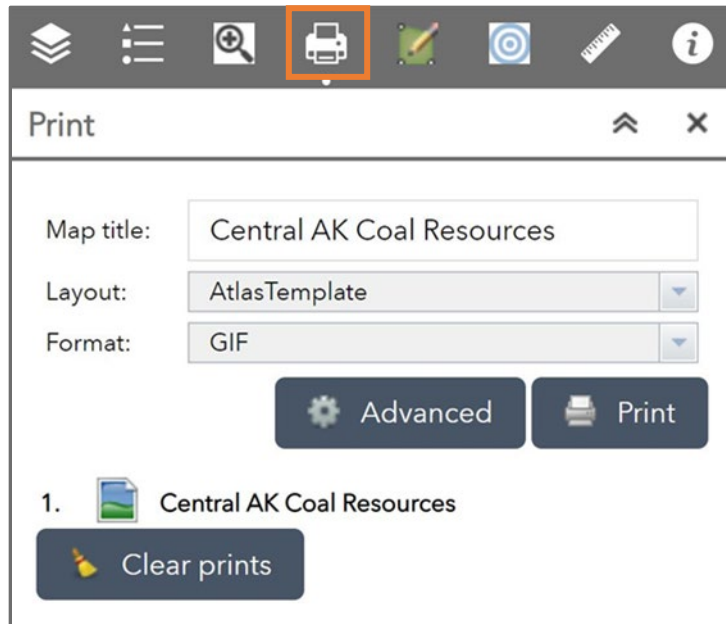 Print
Map title: Central AK Coal Resources
Layout: AtlasTemplate
Format: GIF
Advanced Print
1. Central AK Coal Resources
Clear prints